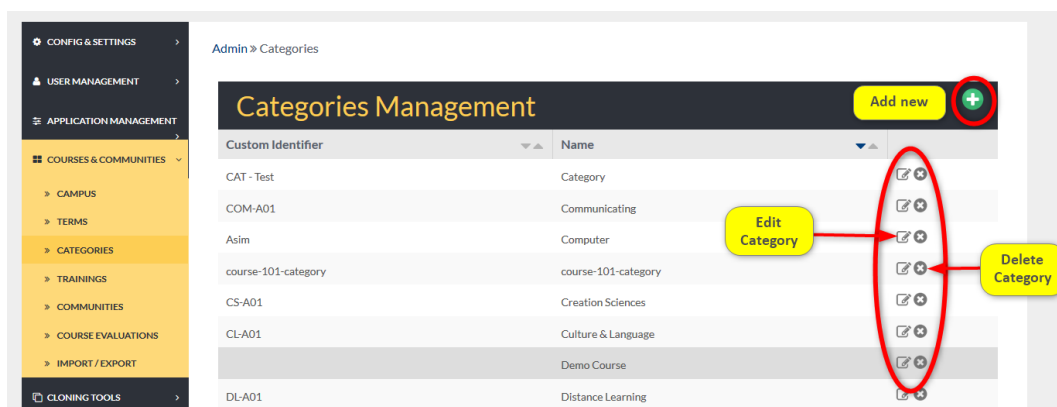 CONFIG & SETTINGS
USER MANAGEMENT
APPLICATION MANAGEMENT
COURSES & COMMUNITIES
» CAMPUS
» TERMS
» CATEGORIES
» TRAININGS
» COMMUNITIES
» COURSE EVALUATIONS
» IMPORT / EXPORT
CLONING TOOLS
Admin » Categories
Categories Management
Add new
Custom Identifier Name
CAT - Test Category
COM-A01 Communicating
Asim Computer
course-101-category course-101-category
CS-A01 Creation Sciences
CL-A01 Culture & Language
Demo Course
DL-A01 Distance Learning
Edit
Category
Delete
Category